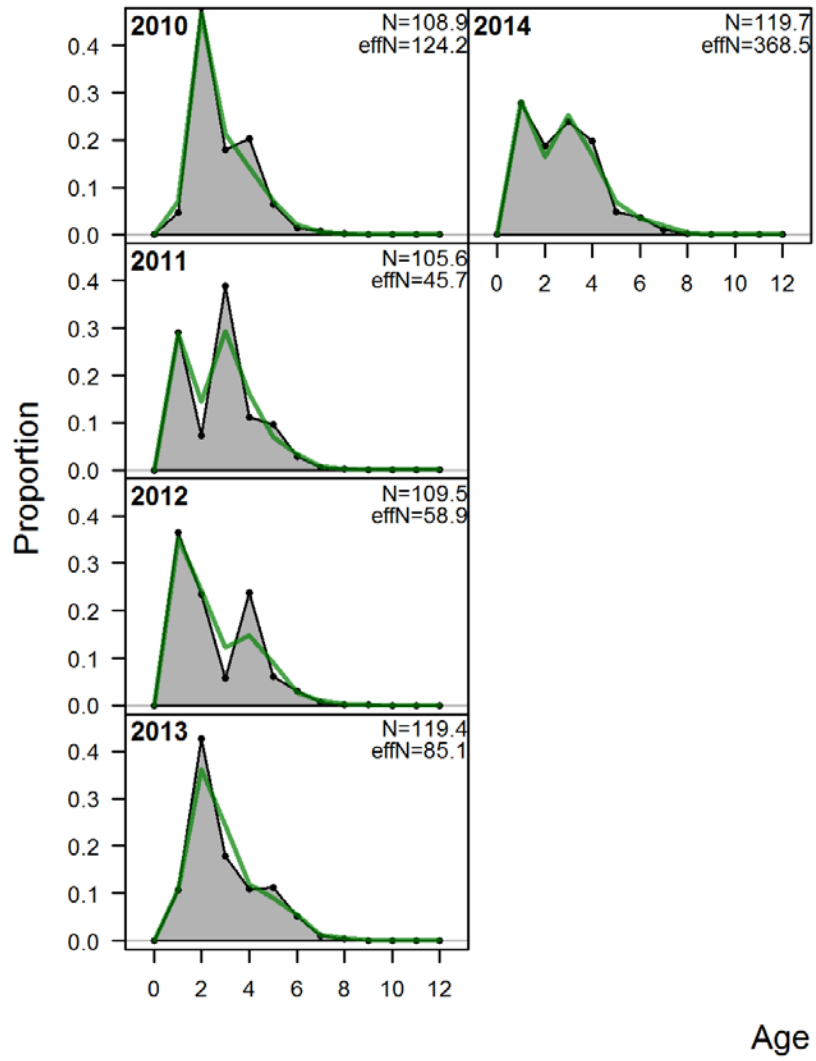 2010
N=108.9
effN=124.2
0.4
0.3
0.2
0.1
0.0
2014
N=119.7
effN=368.5
0 2 4 6 8 10 12
2011
N=105.6
effN=45.7
0.4
0.3
0.2
0.1
0.0
2012
N=109.5
effN=58.9
0.4
0.3
0.2
0.1
0.0
2013
N=119.4
effN=85.1
0.4
0.3
0.2
0.1
0.0
0 2 4 6 8 10 12
Proportion
Age